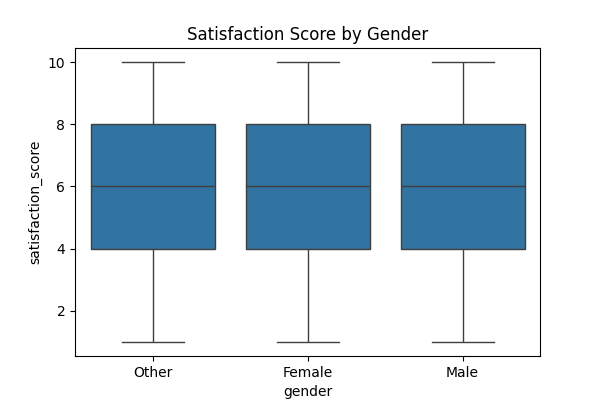 Satisfaction Score by Gender
satisfaction_score
10
8
6
4
2
Other Female Male
gender